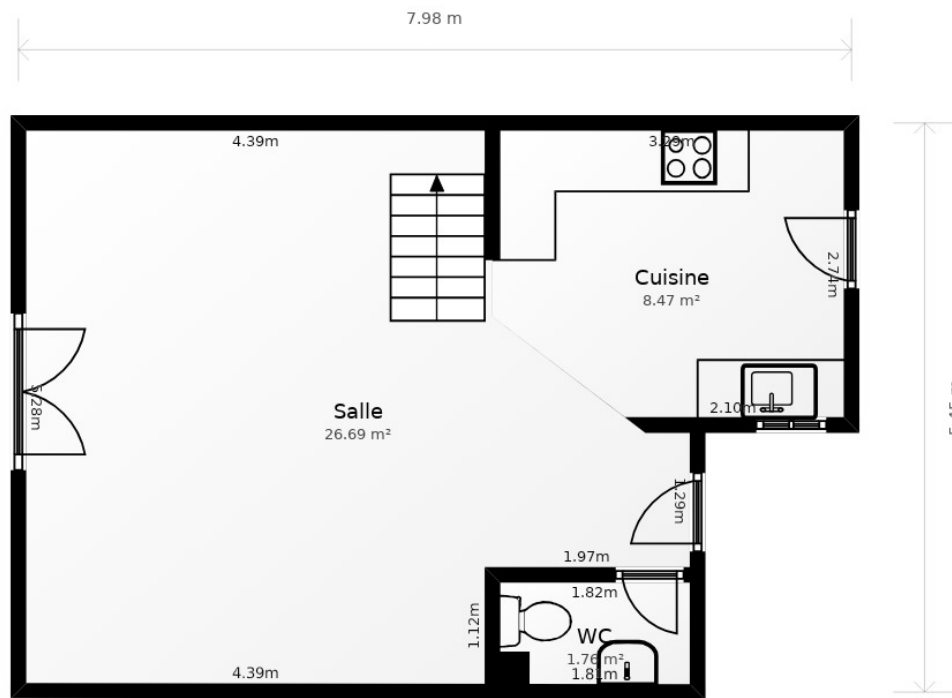 7.98 m
4.39m
3.29m
2.74m
Cuisine
8.47 m²
5.28m
Salle
26.69 m²
2.10m
1.29m
1.97m
1.82m
1.12m
WC
1.76 m²
1.81m
4.39m